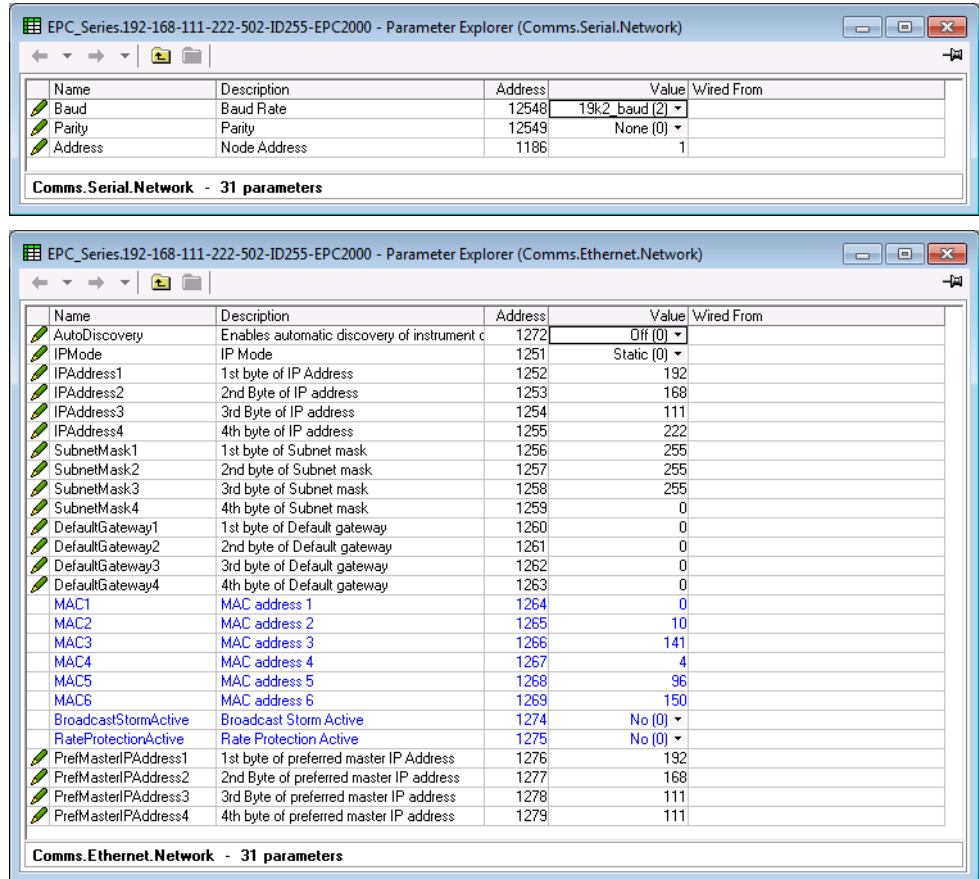 EPC_Series.192-168-111-222-502-ID255-EPC2000 - Parameter Explorer (Comms.Serial.Network)
Name Description Address Value Wired From
Baud Baud Rate 12548 19k2_baud (2)
Parity Parity 12549 None (0)
Address Node Address 1186 1
Comms.Serial.Network - 31 parameters
EPC_Series.192-168-111-222-502-ID255-EPC2000 - Parameter Explorer (Comms.Ethernet.Network)
Name Description Address Value Wired From
AutoDiscovery Enables automatic discovery of instrument c 1272 Off (0)
IPMode IP Mode 1251 Static (0)
IPAddress1 1st byte of IP Address 1252 192
IPAddress2 2nd Byte of IP address 1253 168
IPAddress3 3rd Byte of IP address 1254 111
IPAddress4 4th byte of IP address 1255 222
SubnetMask1 1st byte of Subnet mask 1256 255
SubnetMask2 2nd byte of Subnet mask 1257 255
SubnetMask3 3rd byte of Subnet mask 1258 255
SubnetMask4 4th byte of Subnet mask 1259 0
DefaultGateway1 1st byte of Default gateway 1260 0
DefaultGateway2 2nd byte of Default gateway 1261 0
DefaultGateway3 3rd byte of Default gateway 1262 0
DefaultGateway4 4th byte of Default gateway 1263 0
MAC1 MAC address 1 1264 0
MAC2 MAC address 2 1265 10
MAC3 MAC address 3 1266 141
MAC4 MAC address 4 1267 4
MAC5 MAC address 5 1268 96
MAC6 MAC address 6 1269 150
BroadcastStormActive Broadcast Storm Active 1274 No (0)
RateProtectionActive Rate Protection Active 1275 No (0)
PrefMasterIPAddress1 1st byte of preferred master IP Address 1276 192
PrefMasterIPAddress2 2nd Byte of preferred master IP address 1277 168
PrefMasterIPAddress3 3rd Byte of preferred master IP address 1278 111
PrefMasterIPAddress4 4th byte of preferred master IP address 1279 111
Comms.Ethernet.Network - 31 parameters